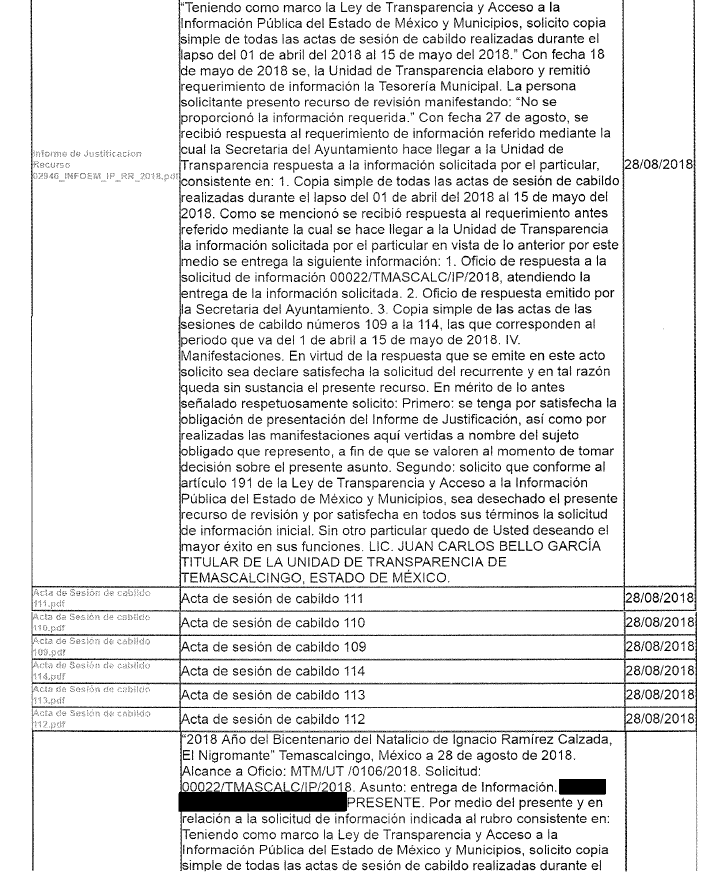 “Teniendo como marco la Ley de Transparencia y Acceso a la
Información Pública del Estado de México y Municipios, solicito copia
simple de todas las actas de sesión de cabildo realizadas durante el
lapso del 01 de abril del 2018 al 15 de mayo del 2018.” Con fecha 18
de mayo de 2018 se, la Unidad de Transparencia elaboro y remitió
requerimiento de información la Tesorería Municipal. La persona
solicitante presento recurso de revisión manifestando: “No se
proporcionó la información requerida.” Con fecha 27 de agosto, se
recibió respuesta al requerimiento de información referido mediante la
cual la Secretaria del Ayuntamiento hace llegar a la Unidad de
Informe de Justificacion
Recurso
02946_INFOEM_IP_RR_2018.pdf
Transparencia respuesta a la información solicitada por el particular,
28/08/2018
consistente en: 1. Copia simple de todas las actas de sesión de cabildo
realizadas durante el lapso del 01 de abril del 2018 al 15 de mayo del
2018. Como se mencionó se recibió respuesta al requerimiento antes
referido mediante la cual se hace llegar a la Unidad de Transparencia
la información solicitada por el particular en vista de lo anterior por este
medio se entrega la siguiente información: 1. Oficio de respuesta a la
solicitud de información 00022/TMASCALC/IP/2018, atendiendo la
entrega de la información solicitada. 2. Oficio de respuesta emitido por
la Secretaria del Ayuntamiento. 3. Copia simple de las actas de las
sesiones de cabildo números 109 a la 114, las que corresponden al
periodo que va del 1 de abril a 15 de mayo de 2018. IV.
Manifestaciones. En virtud de la respuesta que se emite en este acto
solicito sea declare satisfecha la solicitud del recurrente y en tal razón
queda sin sustancia el presente recurso. En mérito de lo antes
señalado respetuosamente solicito: Primero: se tenga por satisfecha la
obligación de presentación del Informe de Justificación, así como por
realizadas las manifestaciones aquí vertidas a nombre del sujeto
obligado que represento, a fin de que se valoren al momento de tomar
decisión sobre el presente asunto. Segundo: solicito que conforme al
artículo 191 de la Ley de Transparencia y Acceso a la Información
Pública del Estado de México y Municipios, sea desechado el presente
recurso de revisión y por satisfecha en todos sus términos la solicitud
de información inicial. Sin otro particular quedo de Usted deseando el
mayor éxito en sus funciones. LIC. JUAN CARLOS BELLO GARCÍA
TITULAR DE LA UNIDAD DE TRANSPARENCIA DE
TEMASCALCINGO, ESTADO DE MÉXICO.
Acta de Sesión de cabildo
111.pdf
Acta de sesión de cabildo 111
28/08/2018
Acta de Sesión de cabildo
110.pdf
Acta de sesión de cabildo 110
28/08/2018
Acta de Sesión de cabildo
109.pdf
Acta de sesión de cabildo 109
28/08/2018
Acta de Sesión de cabildo
114.pdf
Acta de sesión de cabildo 114
28/08/2018
Acta de Sesión de cabildo
113.pdf
Acta de sesión de cabildo 113
28/08/2018
Acta de Sesión de cabildo
112.pdf
Acta de sesión de cabildo 112
28/08/2018
“2018 Año del Bicentenario del Natalicio de Ignacio Ramírez Calzada,
El Nigromante” Temascalcingo, México a 28 de agosto de 2018.
Alcance a Oficio: MTM/UT /0106/2018. Solicitud:
00022/TMASCALC/IP/2018. Asunto: entrega de Información.
PRESENTE. Por medio del presente y en
relación a la solicitud de información indicada al rubro consistente en:
Teniendo como marco la Ley de Transparencia y Acceso a la
Información Pública del Estado de México y Municipios, solicito copia
simple de todas las actas de sesión de cabildo realizadas durante el